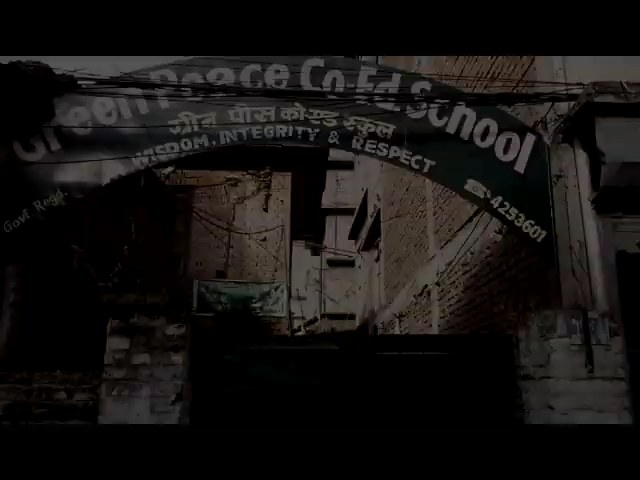 Green Peace Co-Ed School
ग्रीन पीस को-एड स्कूल
WISDOM, INTEGRITY & RESPECT
Govt Regd.
☎ 4253601